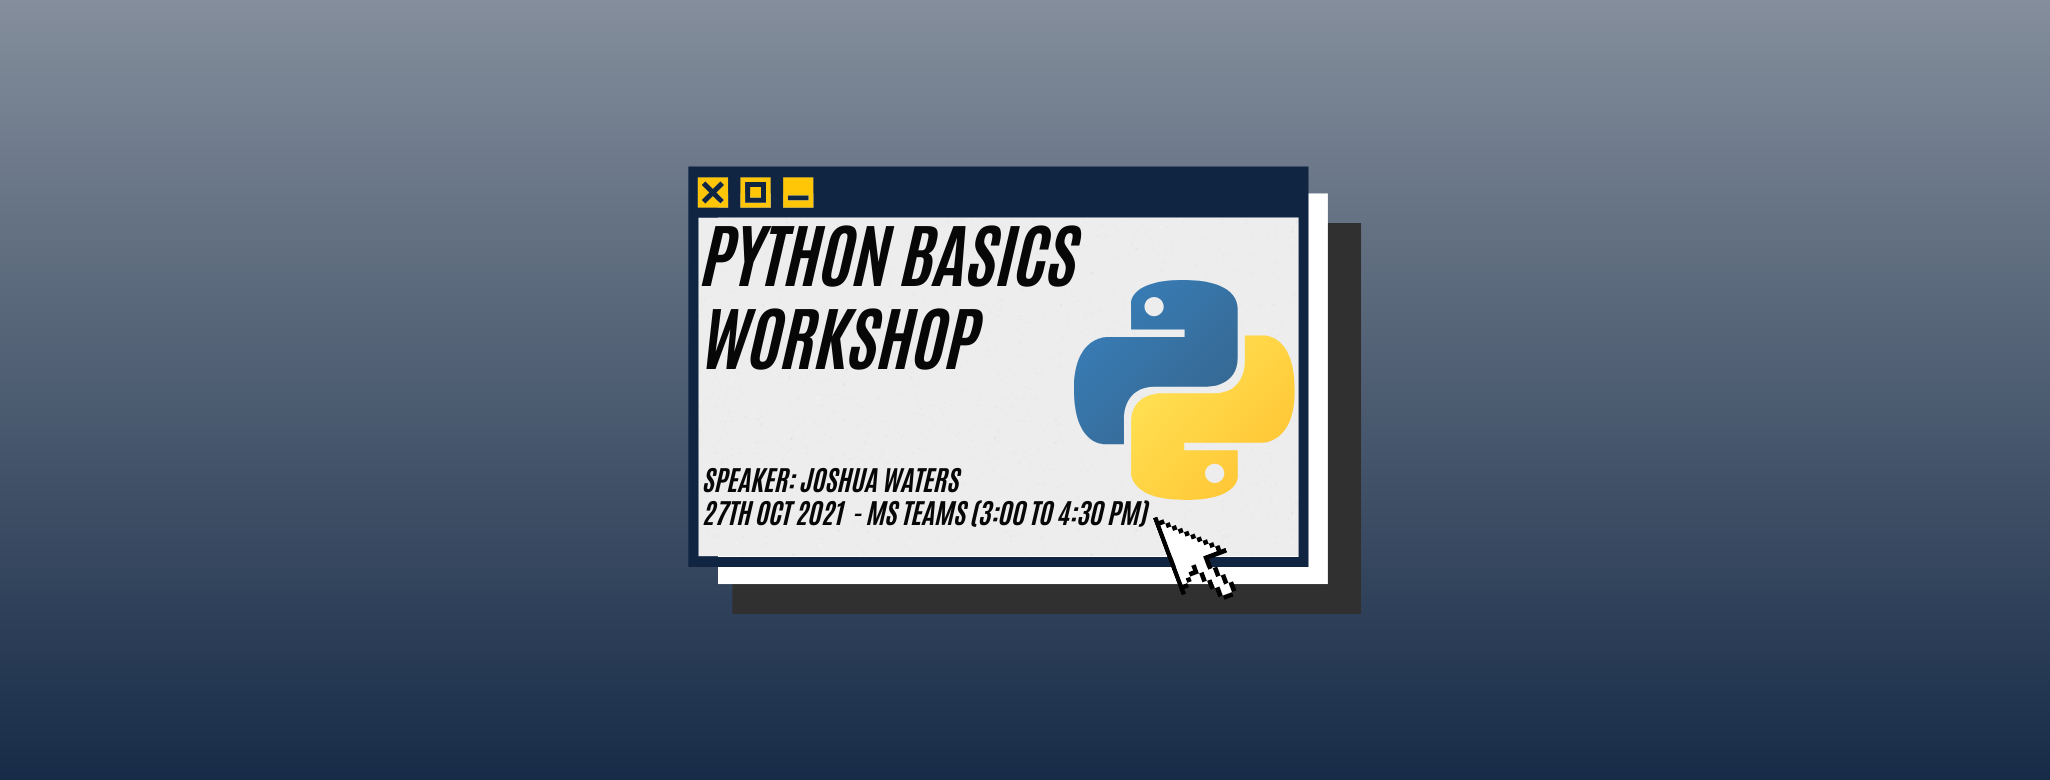 PYTHON BASICS
WORKSHOP
SPEAKER: JOSHUA WATERS
27TH OCT 2021 - MS TEAMS (3:00 TO 4:30 PM)